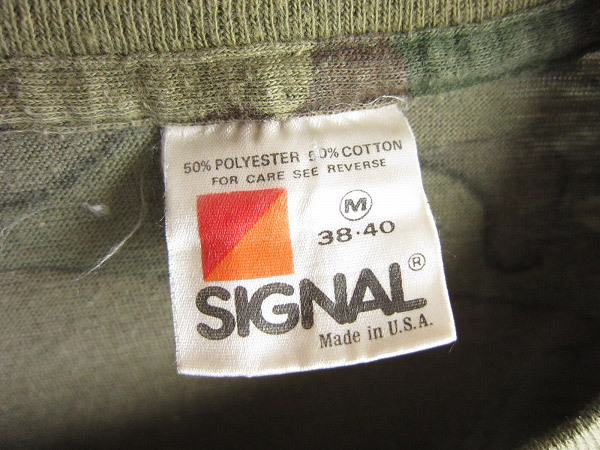 50% POLYESTER 50% COTTON
FOR CARE SEE REVERSE
M
38·40
SIGNAL®
Made in U.S.A.